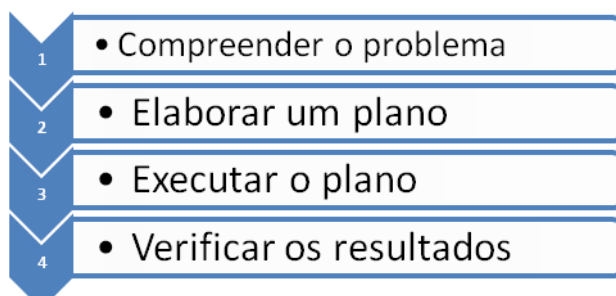 1 • Compreender o problema
2 • Elaborar um plano
3 • Executar o plano
4 • Verificar os resultados